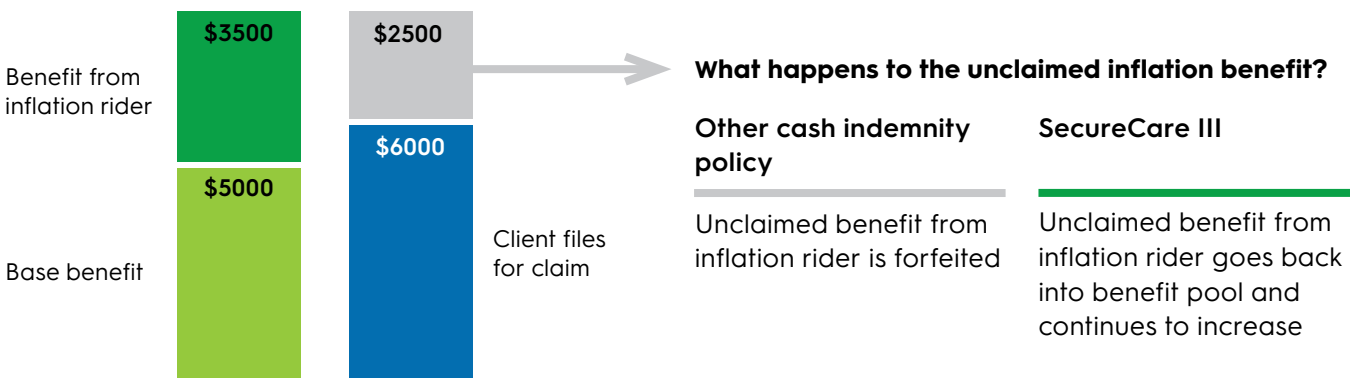 $3500
Benefit from
inflation rider
$5000
Base benefit
$2500
$6000
Client files
for claim
What happens to the unclaimed inflation benefit?
Other cash indemnity
policy
Unclaimed benefit from
inflation rider is forfeited
SecureCare III
Unclaimed benefit from
inflation rider goes back
into benefit pool and
continues to increase